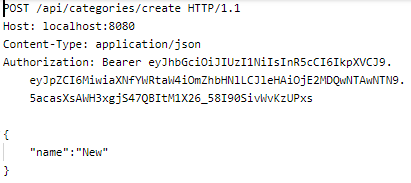 POST /api/categories/create HTTP/1.1
Host: localhost:8080
Content-Type: application/json
Authorization: Bearer eyJhbGciOiJIUzI1NiIsInR5cCI6IkpXVCJ9.
eyJpZCI6MiwiaXNfYWRtaW4iOmZhbHNlLCJleHAiOjE2MDQwNTAwNTN9.
5acasXsAWH3xgjS47QBItM1X26_58I90SivWvKzUPxs
{
"name":"New"
}